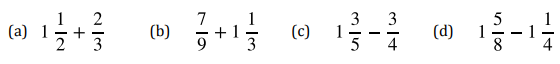 (a) 1 1/2 + 2/3 (b) 7/9 + 1 1/3 (c) 1 3/5 − 3/4 (d) 1 5/8 − 1 1/4